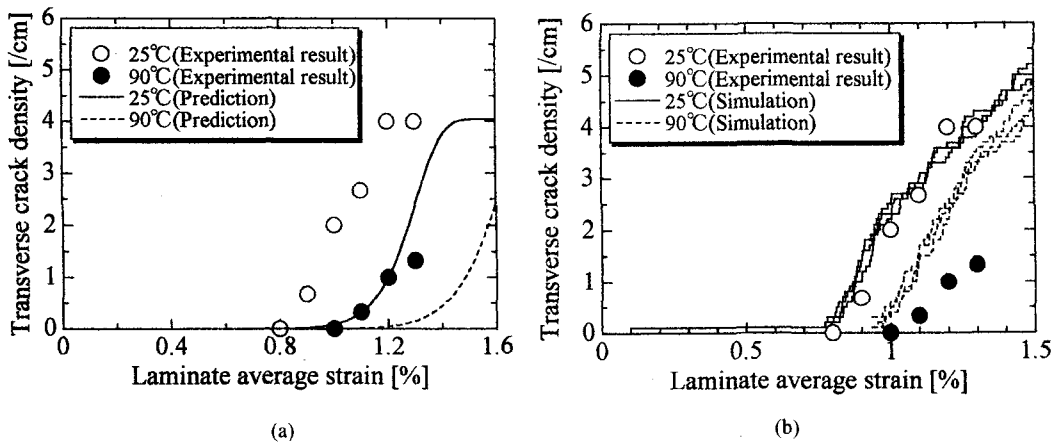 Transverse crack density [/cm]
6
5
4
3
2
1
0
25℃(Experimental result)
90℃(Experimental result)
25℃(Prediction)
90℃(Prediction)
0
0.4
0.8
1.2
1.6
Laminate average strain [%]
(a)
Transverse crack density [/cm]
6
5
4
3
2
1
0
25℃(Experimental result)
90℃(Experimental result)
25℃(Simulation)
90℃(Simulation)
0
0.5
1
1.5
Laminate average strain [%]
(b)